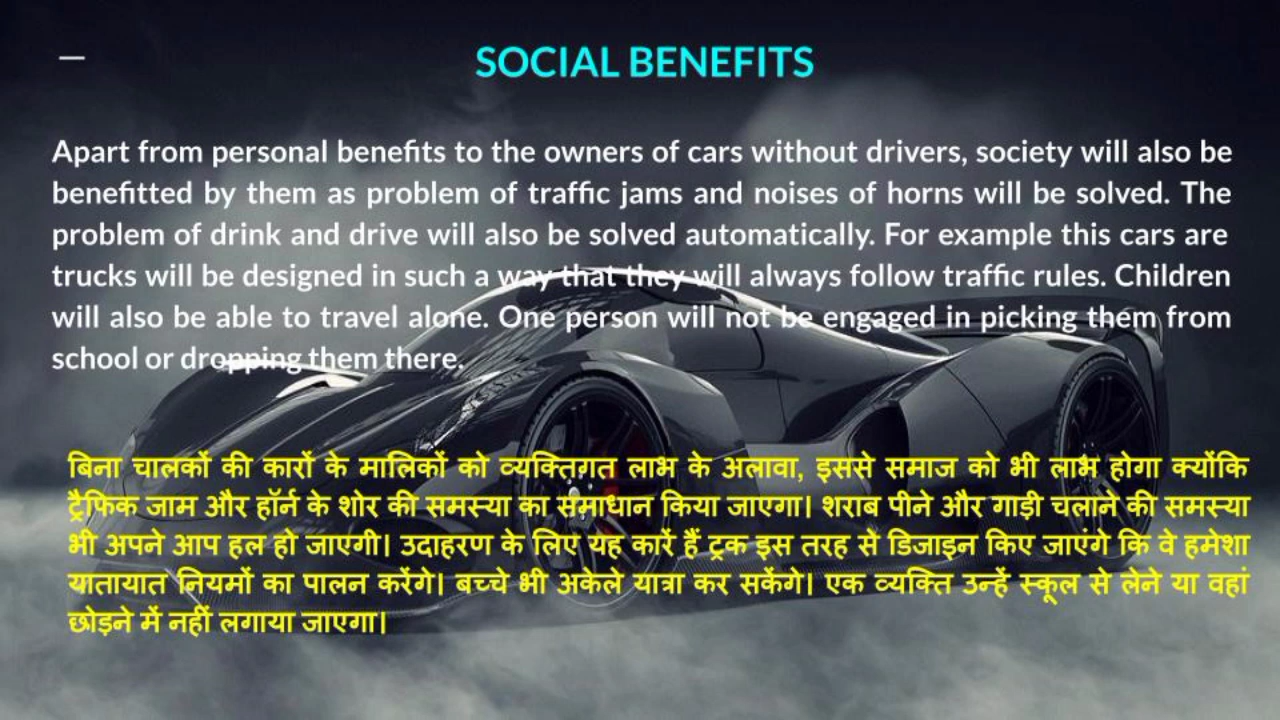 SOCIAL BENEFITS
Apart from personal benefits to the owners of cars without drivers, society will also be
benefitted by them as problem of traffic jams and noises of horns will be solved. The
problem of drink and drive will also be solved automatically. For example this cars are
trucks will be designed in such a way that they will always follow traffic rules. Children
will also be able to travel alone. One person will not be engaged in picking them from
school or dropping them there.
बिना चालकों की कारों के मालिकों को व्यक्तिगत लाभ के अलावा, इससे समाज को भी लाभ होगा क्योंकि
ट्रैफिक जाम और हॉर्न के शोर की समस्या का समाधान किया जाएगा। शराब पीने और गाड़ी चलाने की समस्या
भी अपने आप हल हो जाएंगी। उदाहरण के लिए यह कारें हैं ट्रक इस तरह से डिजाइन किए जाएंगे कि वे हमेशा
यातायात नियमों का पालन करेंगे। बच्चे भी अकेले यात्रा कर सकेंगे। एक व्यक्ति उन्हें स्कूल से लेने या वहां
छोड़ने में नहीं लगाया जाएगा।